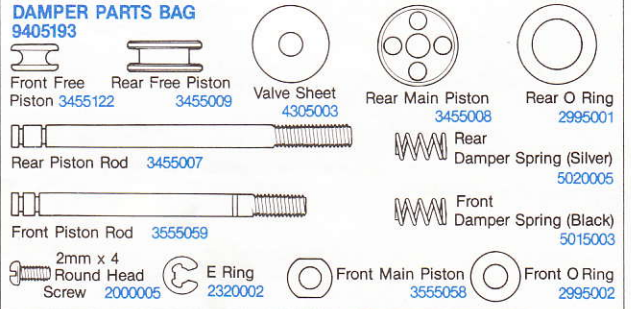 DAMPER PARTS BAG
9405193
Front Free
Piston 3455122
Rear Free Piston
3455009
Valve Sheet
4305003
Rear Main Piston
3455008
Rear O Ring
2995001
Rear Piston Rod 3455007
Rear
Damper Spring (Silver)
5020005
Front Piston Rod 3555059
Front
Damper Spring (Black)
5015003
2mm x 4
Round Head
Screw 2000005
E Ring
2320002
Front Main Piston
3555058
Front O Ring
2995002